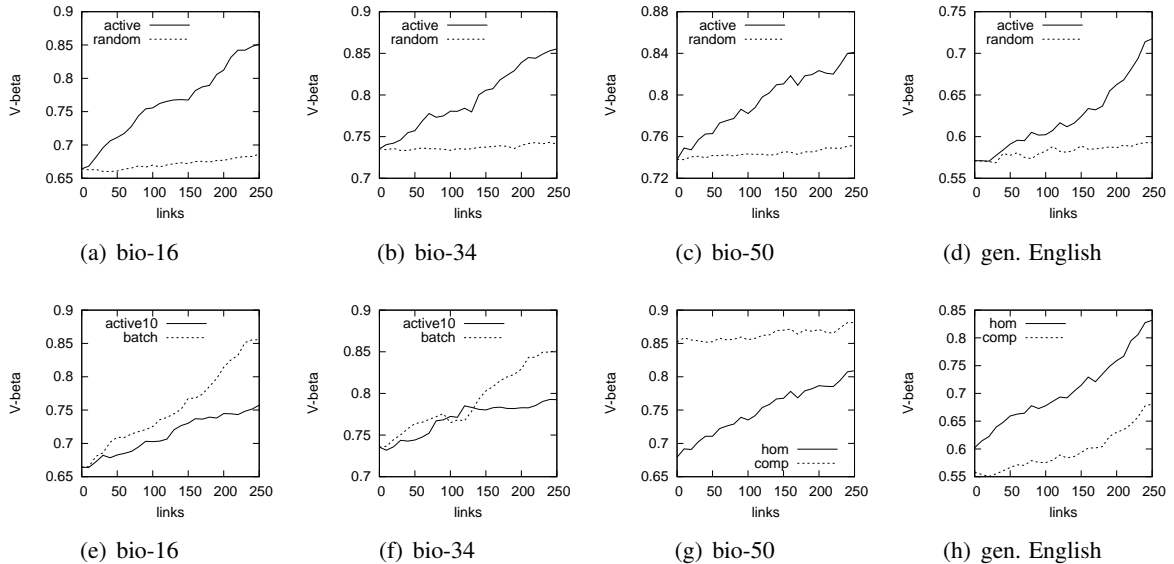 active
random
0.9
0.85
0.8
0.75
0.7
0.65
V-beta
0 50 100 150 200 250
links
(a) bio-16
active
random
0.9
0.85
0.8
0.75
0.7
V-beta
0 50 100 150 200 250
links
(b) bio-34
active
random
0.88
0.84
0.8
0.76
0.72
V-beta
0 50 100 150 200 250
links
(c) bio-50
active
random
0.75
0.7
0.65
0.6
0.55
V-beta
0 50 100 150 200 250
links
(d) gen. English
active10
batch
0.9
0.85
0.8
0.75
0.7
0.65
V-beta
0 50 100 150 200 250
links
(e) bio-16
active10
batch
0.9
0.85
0.8
0.75
0.7
V-beta
0 50 100 150 200 250
links
(f) bio-34
0.9
0.85
0.8
0.75
0.7
0.65
V-beta
hom
comp
0 50 100 150 200 250
links
(g) bio-50
hom
comp
0.85
0.8
0.75
0.7
0.65
0.6
0.55
V-beta
0 50 100 150 200 250
links
(h) gen. English